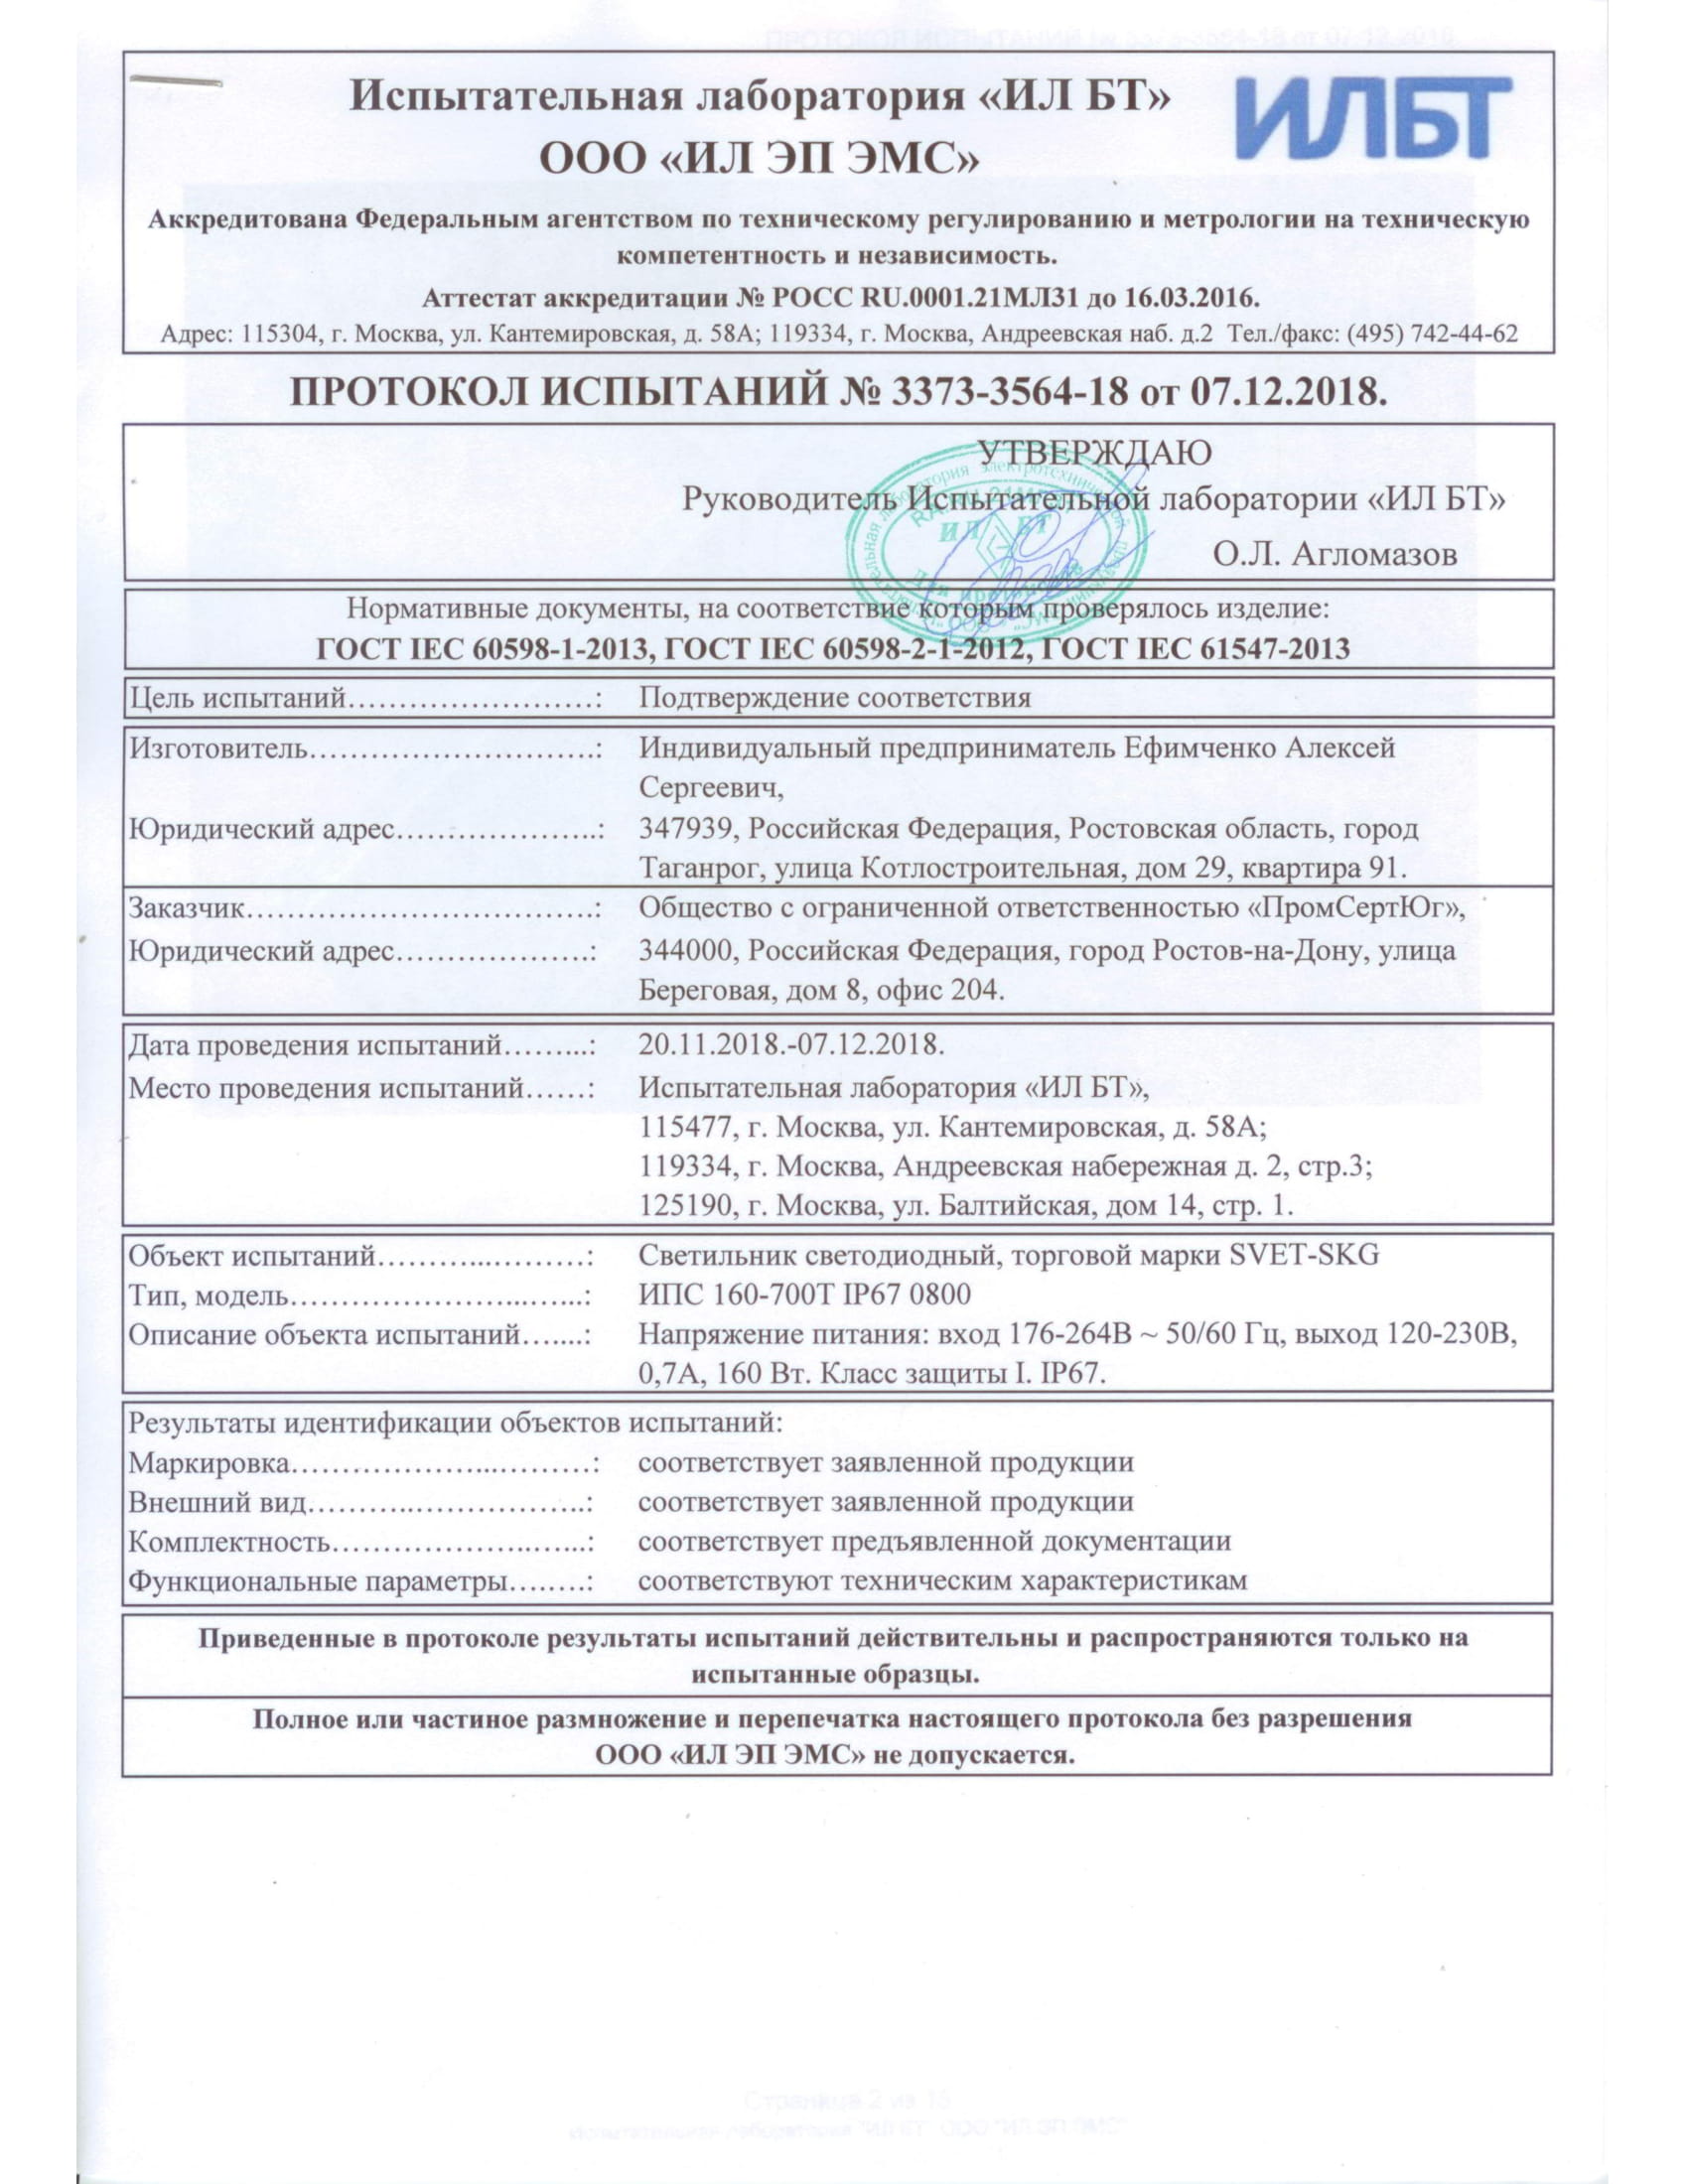 Испытательная лаборатория «ИЛ БТ»
ИЛБТ
ООО «ИЛ ЭП ЭМС»
Аккредитована Федеральным агентством по техническому регулированию и метрологии на техническую
компетентность и независимость.
Аттестат аккредитации № РОСС RU.0001.21МЛ31 до 16.03.2016.
Адрес: 115304, г. Москва, ул. Кантемировская, д. 58А; 119334, г. Москва, Андреевская наб. д.2 Тел./факс: (495) 742-44-62
ПРОТОКОЛ ИСПЫТАНИЙ № 3373-3564-18 от 07.12.2018.
УТВЕРЖДАЮ
Руководитель Испытательной лаборатории «ИЛ БТ»
О.Л. Агломазов
ИЛ БТ
Нормативные документы, на соответствие которым проверялось изделие:
ГОСТ IEC 60598-1-2013, ГОСТ IEC 60598-2-1-2012, ГОСТ IEC 61547-2013
Цель испытаний……………………: Подтверждение соответствия
Изготовитель……………………….: Индивидуальный предприниматель Ефимченко Алексей
Сергеевич,
Юридический адрес………………..: 347939, Российская Федерация, Ростовская область, город
Таганрог, улица Котлостроительная, дом 29, квартира 91.
Заказчик…………………………….: Общество с ограниченной ответственностью «ПромСертЮг»,
Юридический адрес……………….: 344000, Российская Федерация, город Ростов-на-Дону, улица
Береговая, дом 8, офис 204.
Дата проведения испытаний……...: 20.11.2018.-07.12.2018.
Место проведения испытаний……: Испытательная лаборатория «ИЛ БТ»,
115477, г. Москва, ул. Кантемировская, д. 58А;
119334, г. Москва, Андреевская набережная д. 2, стр.3;
125190, г. Москва, ул. Балтийская, дом 14, стр. 1.
Объект испытаний………...………: Светильник светодиодный, торговой марки SVET-SKG
Тип, модель…………………...…...: ИПС 160-700Т IP67 0800
Описание объекта испытаний…....: Напряжение питания: вход 176-264В ~ 50/60 Гц, выход 120-230В,
0,7А, 160 Вт. Класс защиты I. IP67.
Результаты идентификации объектов испытаний:
Маркировка………………...………: соответствует заявленной продукции
Внешний вид………..……………..: соответствует заявленной продукции
Комплектность……………….…...: соответствует предъявленной документации
Функциональные параметры….….: соответствуют техническим характеристикам
Приведенные в протоколе результаты испытаний действительны и распространяются только на
испытанные образцы.
Полное или частиное размножение и перепечатка настоящего протокола без разрешения
ООО «ИЛ ЭП ЭМС» не допускается.
Страница 2 из 13